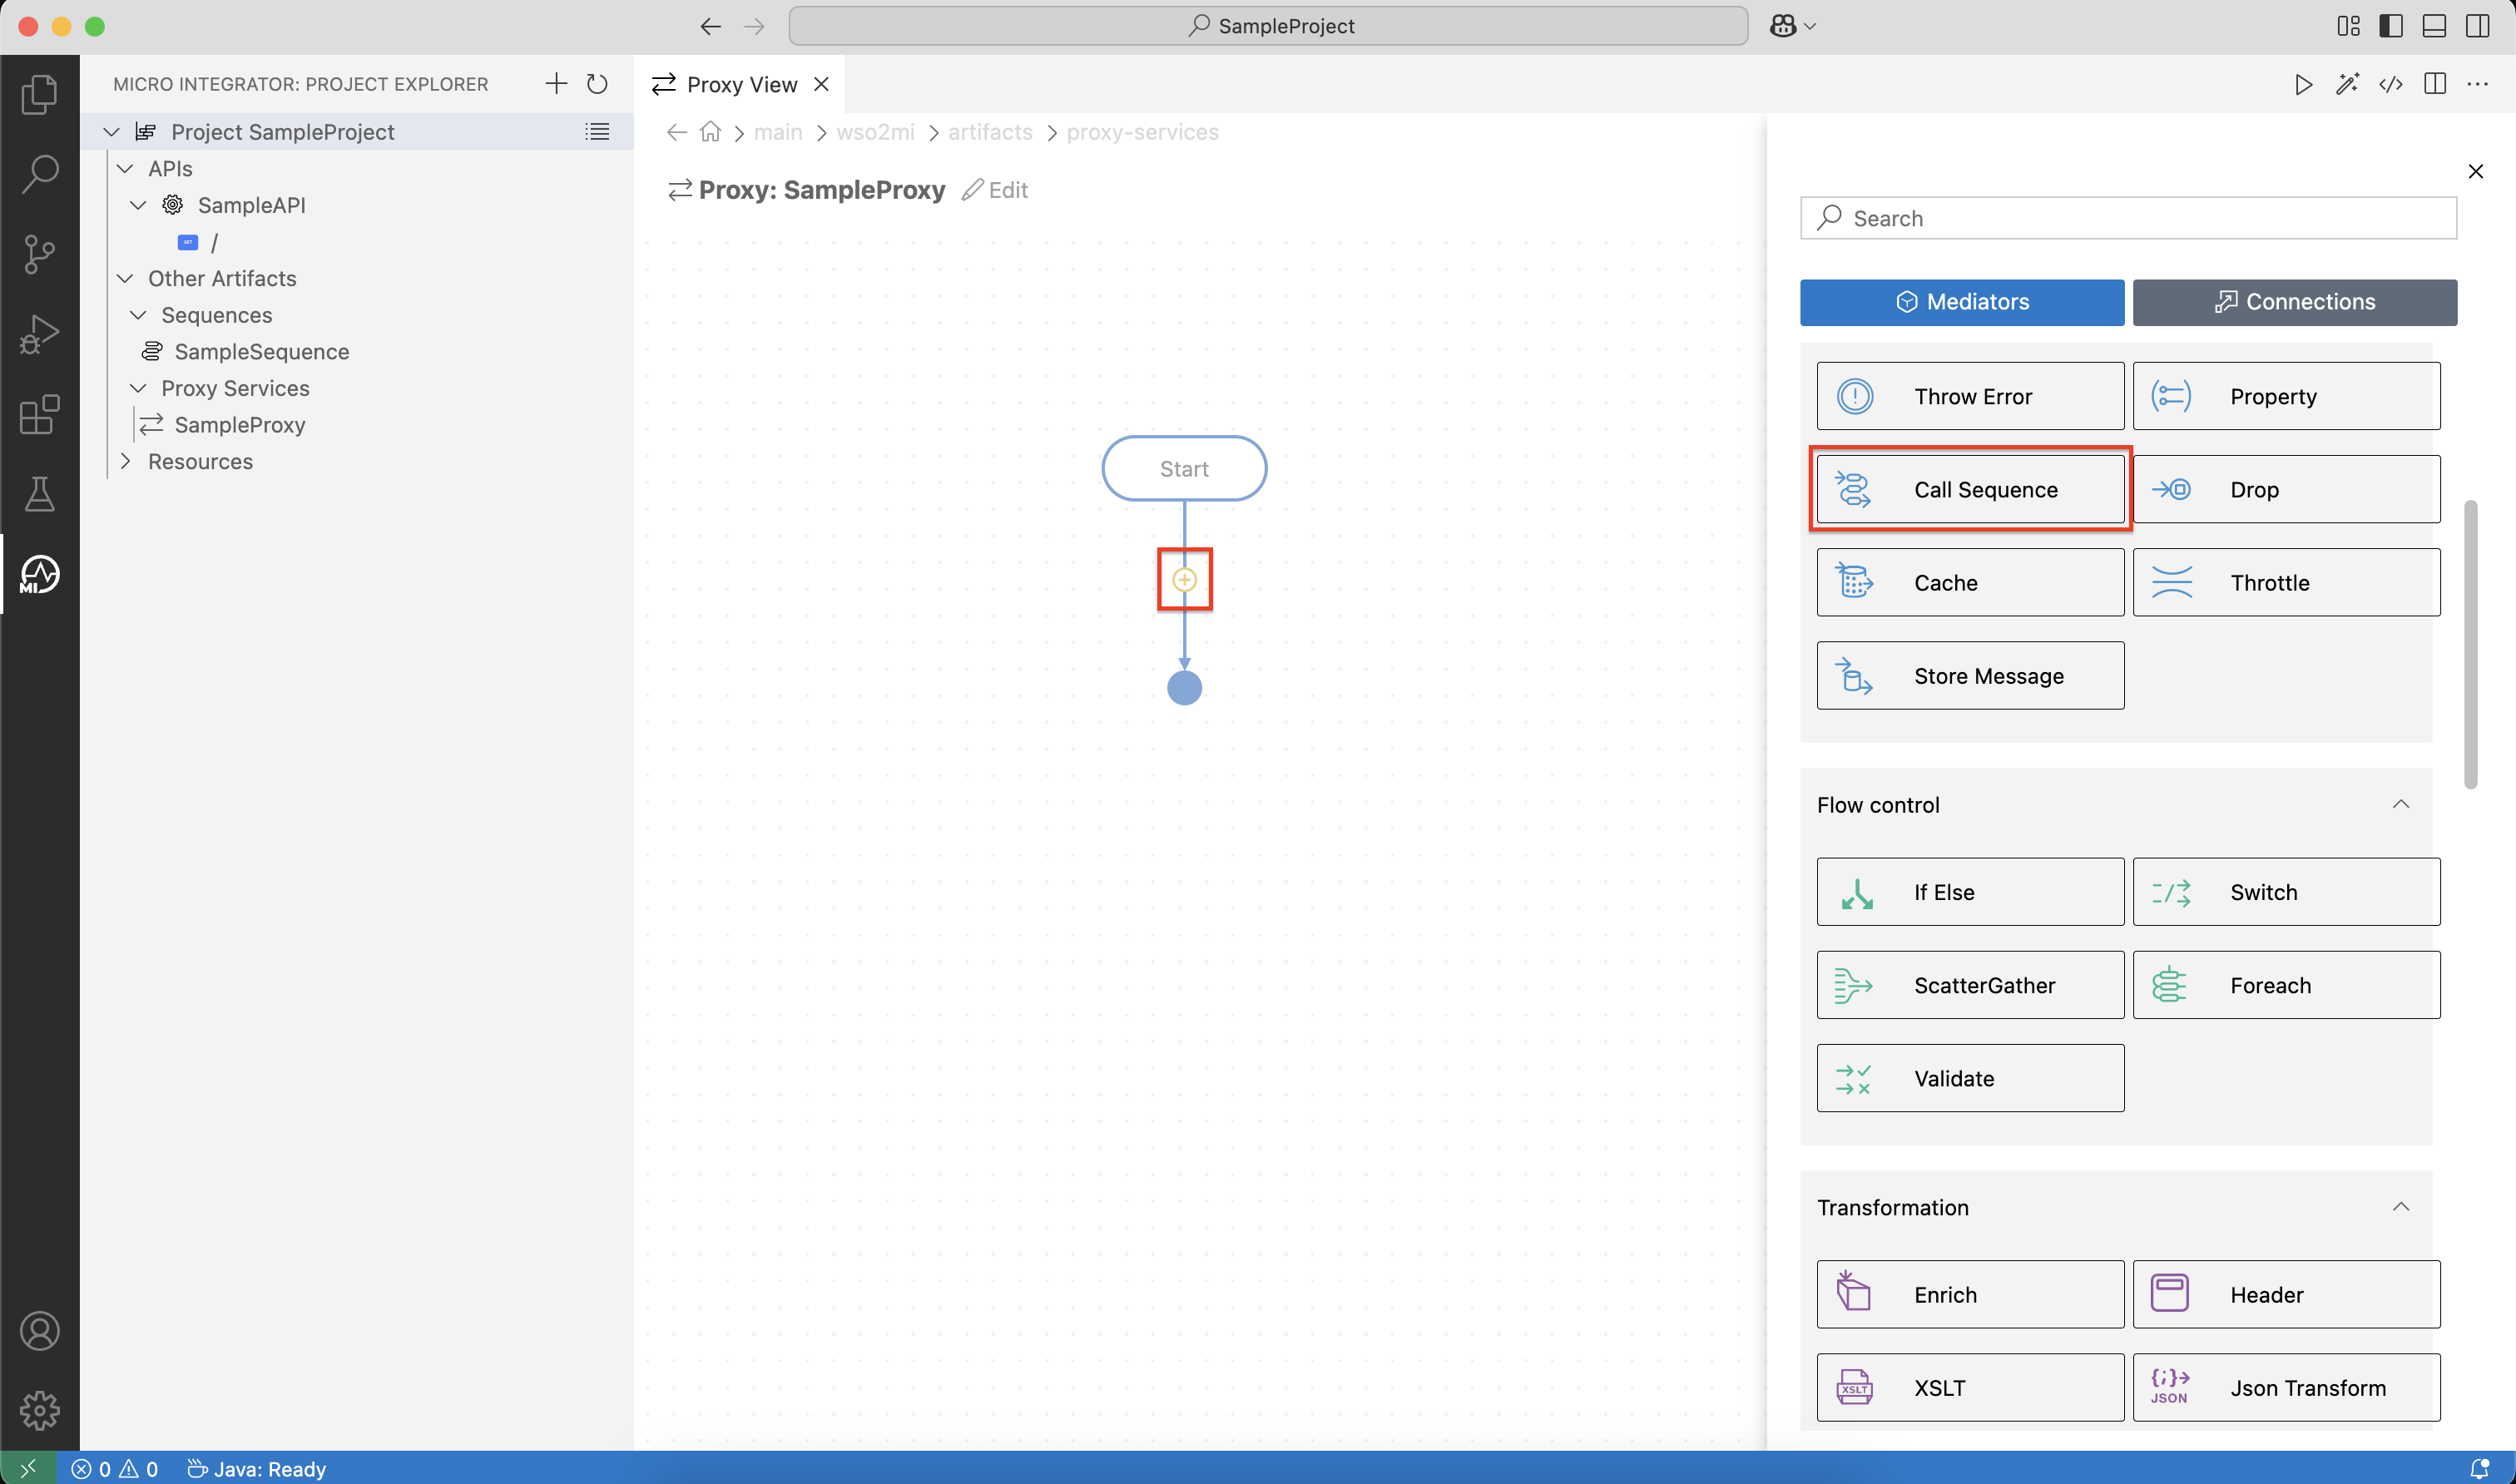 SampleProject
MICRO INTEGRATOR: PROJECT EXPLORER
Project SampleProject
APIs
SampleAPI
/
Other Artifacts
Sequences
SampleSequence
Proxy Services
SampleProxy
Resources
MI
Proxy View
main
wso2mi
artifacts
proxy-services
Proxy: SampleProxy
Edit
Start
Search
Mediators
Connections
Throw Error
Property
Call Sequence
Drop
Cache
Throttle
Store Message
Flow control
If Else
Switch
ScatterGather
Foreach
Validate
Transformation
Enrich
Header
XSLT
XSLT
JSON
Json Transform
0
0
Java: Ready